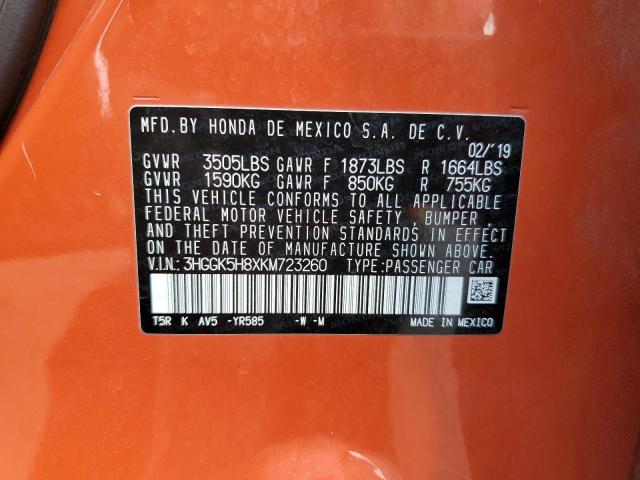 MFD. BY HONDA DE MEXICO S.A. DE C.V.
02/'19
GVWR 3505LBS GAWR F 1873LBS R 1664LBS
GVWR 1590KG GAWR F 850KG R 755KG
THIS VEHICLE CONFORMS TO ALL APPLICABLE
FEDERAL MOTOR VEHICLE SAFETY, BUMPER,
AND THEFT PREVENTION STANDARDS IN EFFECT
ON THE DATE OF MANUFACTURE SHOWN ABOVE.
V.I.N.: 3HGGK5H8XKM723260 TYPE:PASSENGER CAR
T5R K AV5 -YR585 -W -M MADE IN MEXICO